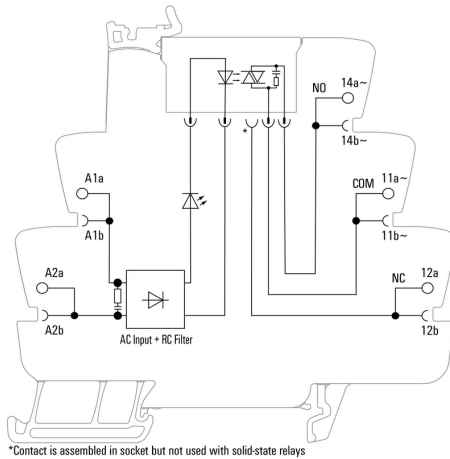 NO
14a~
14b~
*
A1a
COM
11a~
A1b
11b~
A2a
NC
12a
A2b
12b
AC Input + RC Filter
*Contact is assembled in socket but not used with solid-state relays